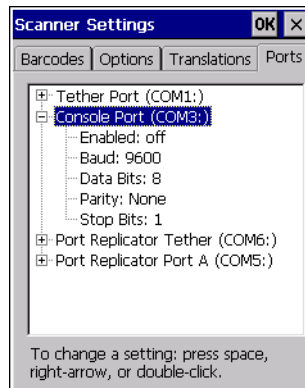 Scanner Settings OK ×
Barcodes Options Translations Ports
Tether Port (COM1:)
Console Port (COM3:)
Enabled: off
Baud: 9600
Data Bits: 8
Parity: None
Stop Bits: 1
Port Replicator Tether (COM6:)
Port Replicator Port A (COM5:)
To change a setting: press space,
right-arrow, or double-click.